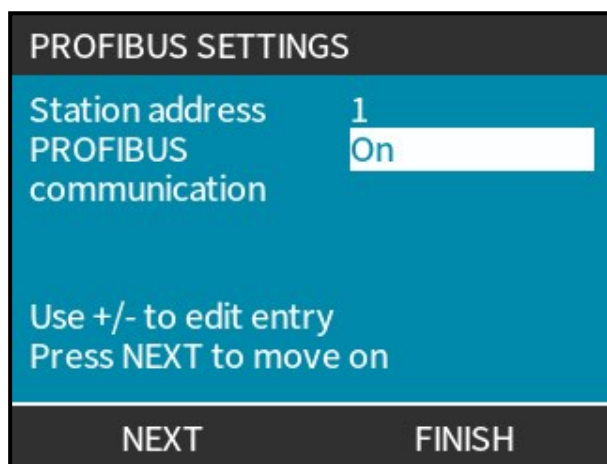 PROFIBUS SETTINGS
Station address 1
PROFIBUS On
communication
Use +/- to edit entry
Press NEXT to move on
NEXT FINISH